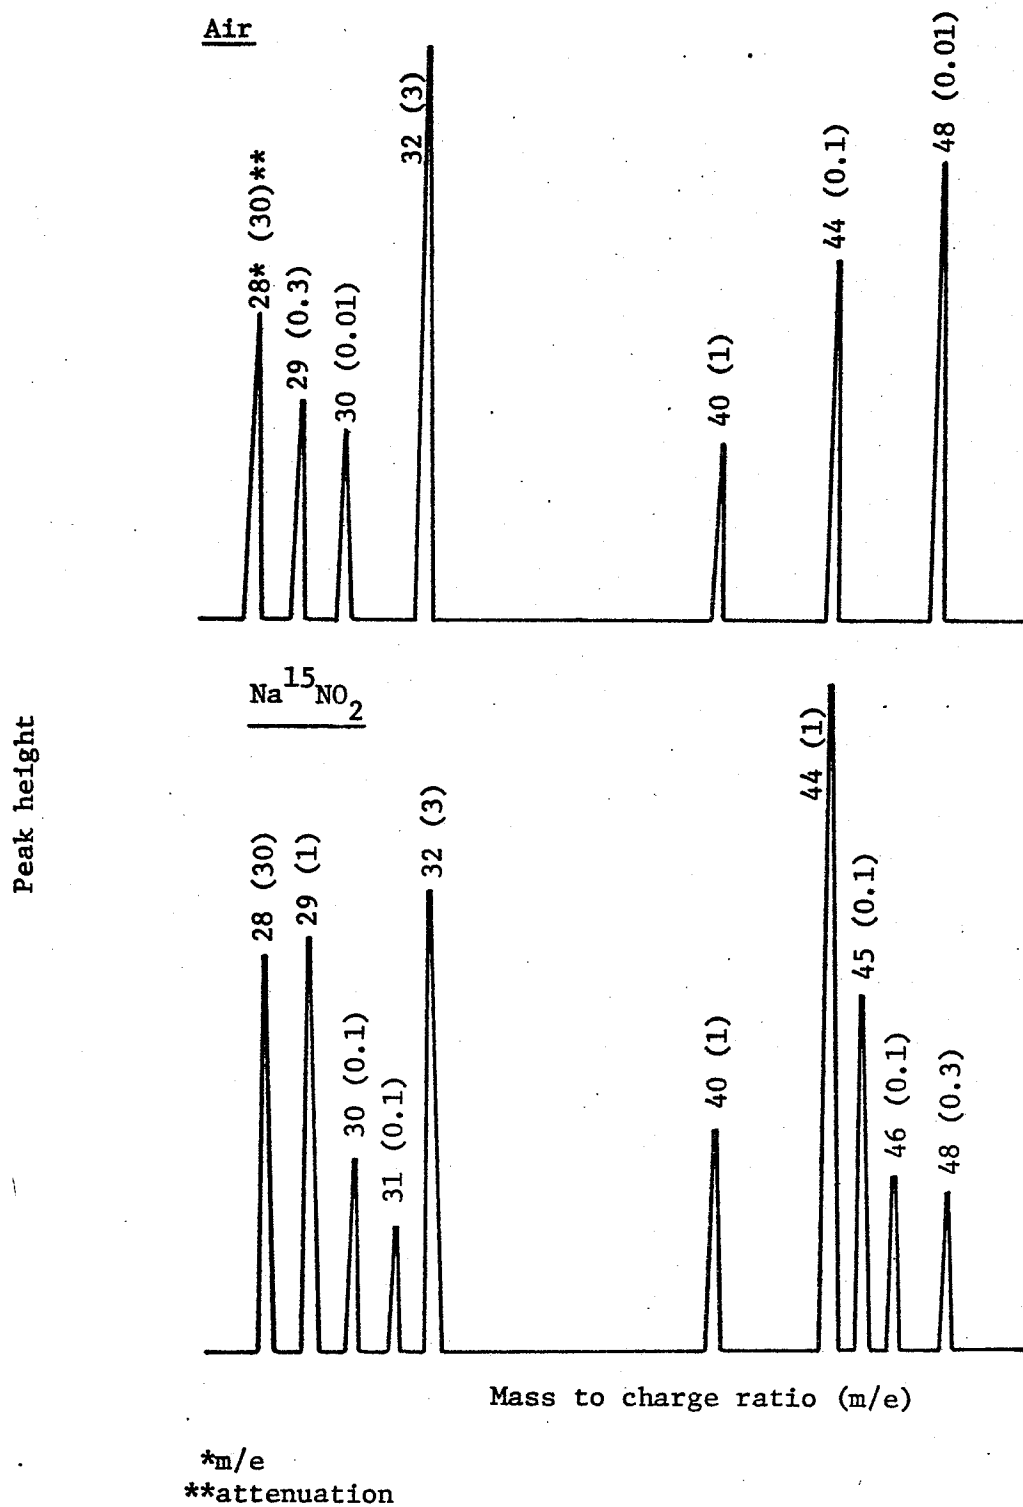 Air
28* (30)**
29 (0.3)
30 (0.01)
32 (3)
40 (1)
44 (0.1)
48 (0.01)
Peak height
Na15NO2
28 (30)
29 (1)
30 (0.1)
31 (0.1)
32 (3)
40 (1)
44 (1)
45 (0.1)
46 (0.1)
48 (0.3)
Mass to charge ratio (m/e)
*m/e
**attenuation